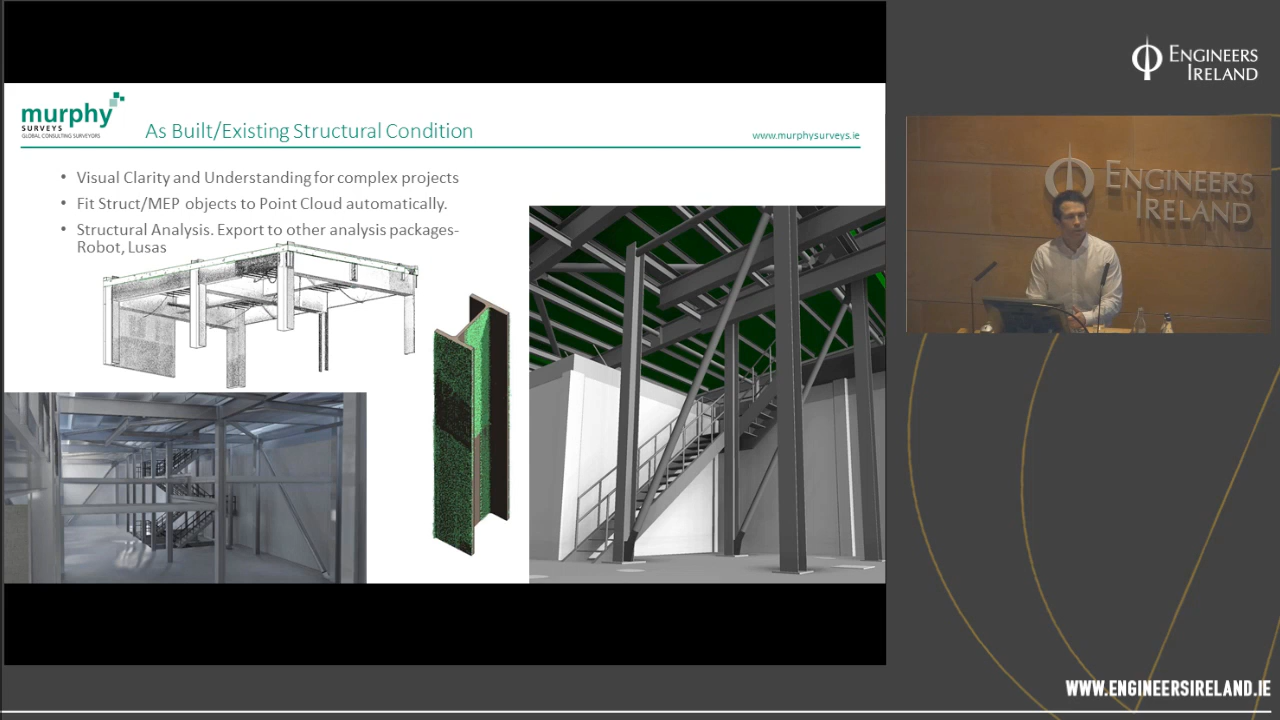 murphy
SURVEYS
GLOBAL CONSULTING SURVEYORS
As Built/Existing Structural Condition
www.murphysurveys.ie
• Visual Clarity and Understanding for complex projects
• Fit Struct/MEP objects to Point Cloud automatically.
• Structural Analysis. Export to other analysis packages-
Robot, Lusas
ENGINEERS
IRELAND
ENGINEERS
IRELAND
WWW.ENGINEERSIRELAND.IE